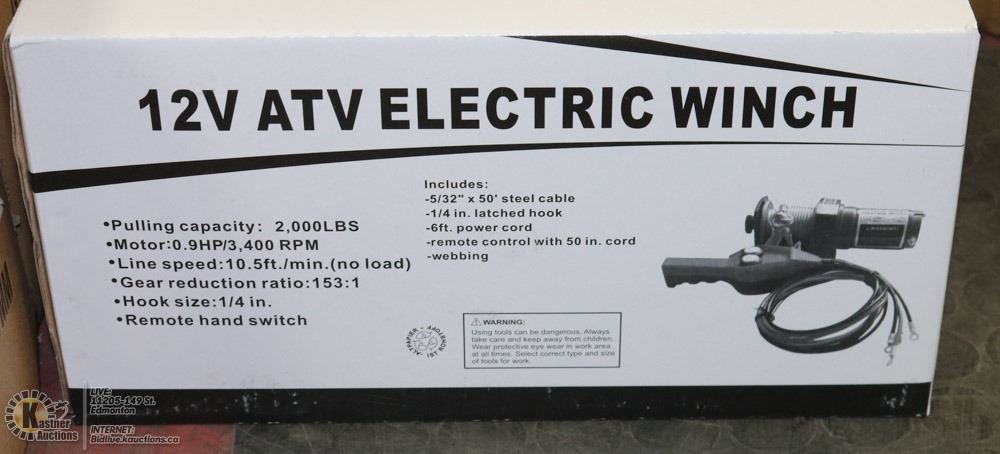 12V ATV ELECTRIC WINCH
•Pulling capacity: 2,000LBS
•Motor:0.9HP/3,400 RPM
•Line speed:10.5ft./min.(no load)
•Gear reduction ratio:153:1
•Hook size:1/4 in.
•Remote hand switch
Includes:
-5/32" x 50' steel cable
-1/4 in. latched hook
-6ft. power cord
-remote control with 50 in. cord
-webbing
ALTPAPIER • IST ROHSTOFF •
WARNING:
Using tools can be dangerous. Always
take care and keep away from children.
Wear protective eye wear in work area
at all times. Select correct type and size
of tools for work.
Kastner
Auctions
LIVE:
11205-149 St.
Edmonton
INTERNET:
Bidlive.kauctions.ca